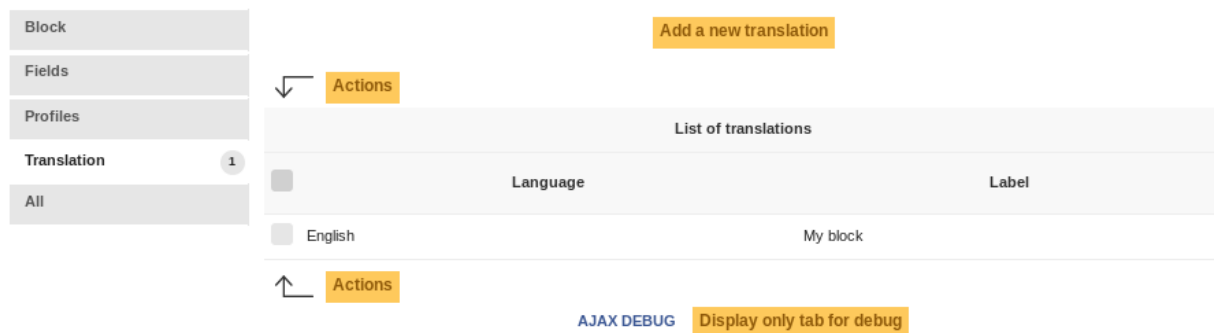 Block
Fields
Profiles
Translation 1
All
Add a new translation
Actions
List of translations
Language Label
English My block
Actions
AJAX DEBUG Display only tab for debug